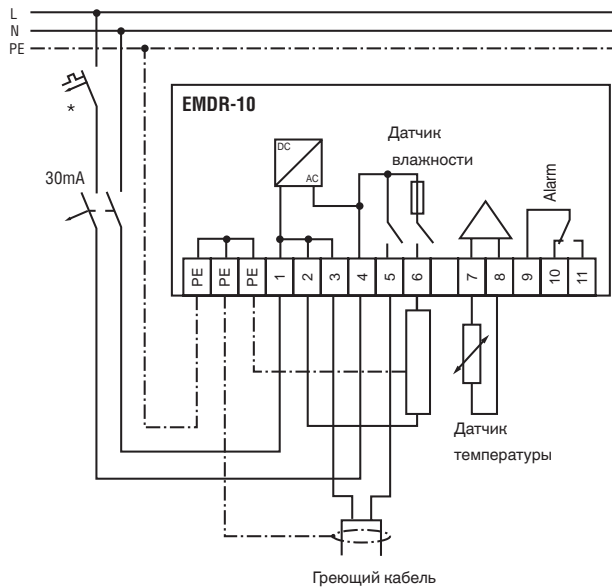 L
N
PE
*
30mA
EMDR-10
DC
AC
Датчик
влажности
Alarm
PE
PE
PE
1
2
3
4
5
6
7
8
9
10
11
Датчик
температуры
Греющий кабель